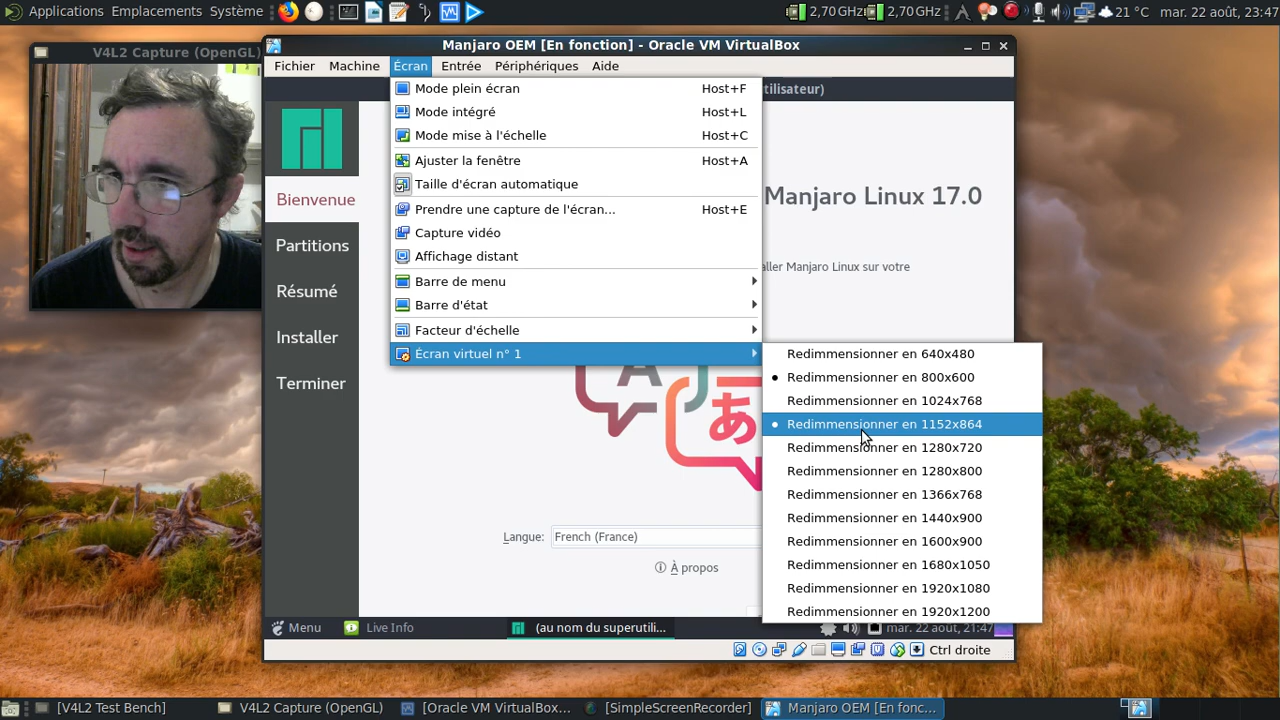 Applications Emplacements Système 2,70 GHz 2,70 GHz 21 °C mar. 22 août, 23:47
V4L2 Capture (OpenGL)
Manjaro OEM [En fonction] - Oracle VM VirtualBox
Fichier Machine Écran Entrée Périphériques Aide
utilisateur)
Mode plein écran Host+F
Mode intégré Host+L
Mode mise à l'échelle Host+C
Ajuster la fenêtre Host+A
Taille d'écran automatique
Prendre une capture de l'écran... Host+E
Capture vidéo
Affichage distant
Barre de menu
Barre d'état
Facteur d'échelle
Écran virtuel n° 1
Redimmensionner en 640x480
Redimmensionner en 800x600
Redimmensionner en 1024x768
Redimmensionner en 1152x864
Redimmensionner en 1280x720
Redimmensionner en 1280x800
Redimmensionner en 1366x768
Redimmensionner en 1440x900
Redimmensionner en 1600x900
Redimmensionner en 1680x1050
Redimmensionner en 1920x1080
Redimmensionner en 1920x1200
Bienvenue
Partitions
Résumé
Installer
Terminer
Manjaro Linux 17.0
aller Manjaro Linux sur votre
A
あ
Langue: French (France)
À propos
Menu Live Info (au nom du superutili... mar. 22 août, 21:47
Ctrl droite
[V4L2 Test Bench] V4L2 Capture (OpenGL) [Oracle VM VirtualBox... [SimpleScreenRecorder] Manjaro OEM [En fonc...